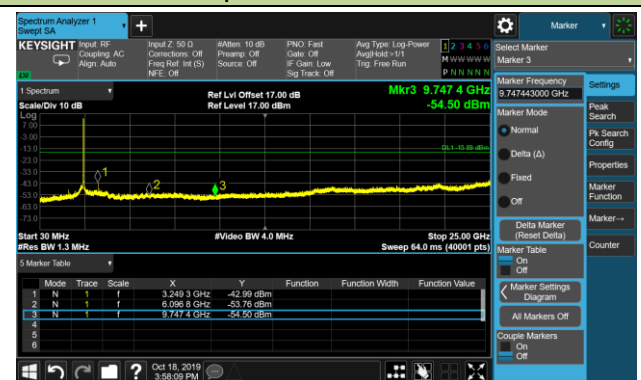 Spectrum Analyzer 1
Swept SA
Marker
KEYSIGHT
Input: RF
Coupling: AC
Align: Auto
Input Z: 50 Ω
Corrections: Off
Freq Ref: Int (S)
NFE: Off
#Atten: 10 dB
Preamp: Off
Source: Off
PNO: Fast
Gate: Off
IF Gain: Low
Sig Track: Off
Avg Type: Log-Power
Avg|Hold:>1/1
Trig: Free Run
1 2 3 4 5 6
M W W W W W
P N N N N N
Select Marker
Marker 3
1 Spectrum
Scale/Div 10 dB
Ref Lvl Offset 17.00 dB
Ref Level 17.00 dBm
Mkr3 9.747 4 GHz
-54.50 dBm
Log
7.00
-3.00
-13.0
-23.0
-33.0
-43.0
-53.0
-63.0
-73.0
1
2
3
Start 30 MHz
#Res BW 1.3 MHz
#Video BW 4.0 MHz
Stop 25.00 GHz
Sweep 64.0 ms (40001 pts)
5 Marker Table
Mode Trace Scale X Y Function Function Width Function Value
1 N 1 f 3.249 3 GHz -42.99 dBm
2 N 1 f 6.096 8 GHz -53.76 dBm
3 N 1 f 9.747 4 GHz -54.50 dBm
4
5
6
Marker Frequency
9.747443000 GHz
Marker Mode
Normal
Delta (Δ)
Fixed
Off
Delta Marker
(Reset Delta)
Marker Table
On
Off
Marker Settings
Diagram
All Markers Off
Couple Markers
On
Off
Settings
Peak
Search
Pk Search
Config
Properties
Marker
Function
Marker→
Counter
?
Oct 18, 2019
3:58:09 PM